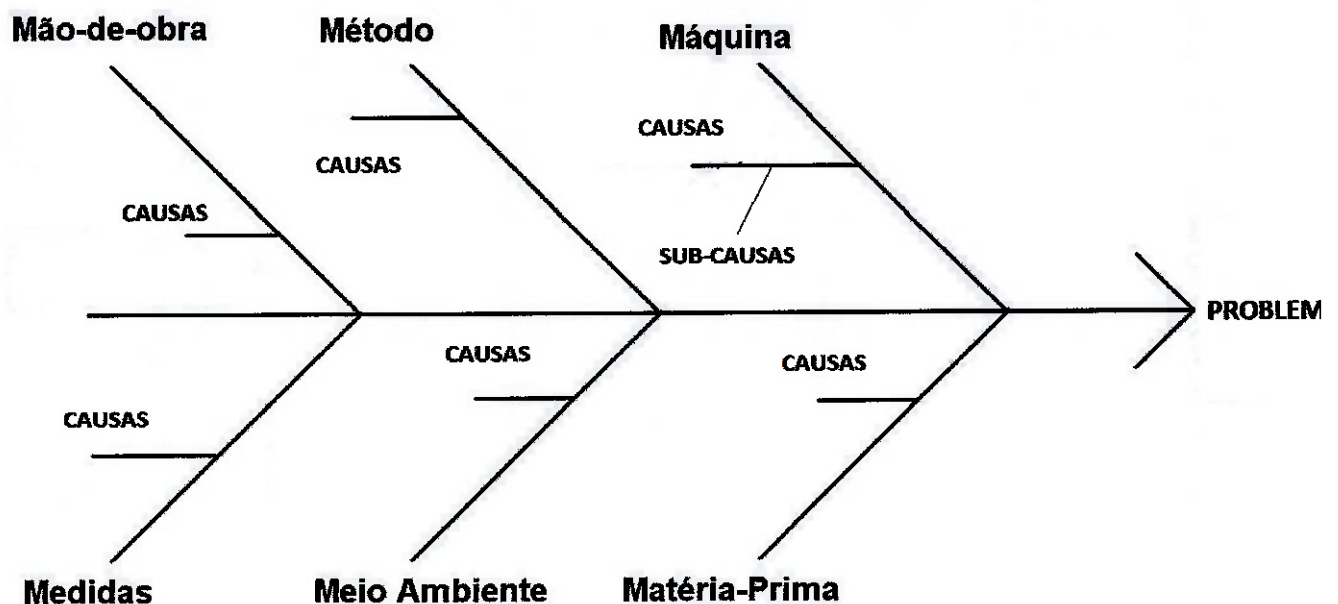 Mão-de-obra
Método
Máquina
CAUSAS
CAUSAS
CAUSAS
SUB-CAUSAS
PROBLEM
CAUSAS
CAUSAS
CAUSAS
Medidas
Meio Ambiente
Matéria-Prima